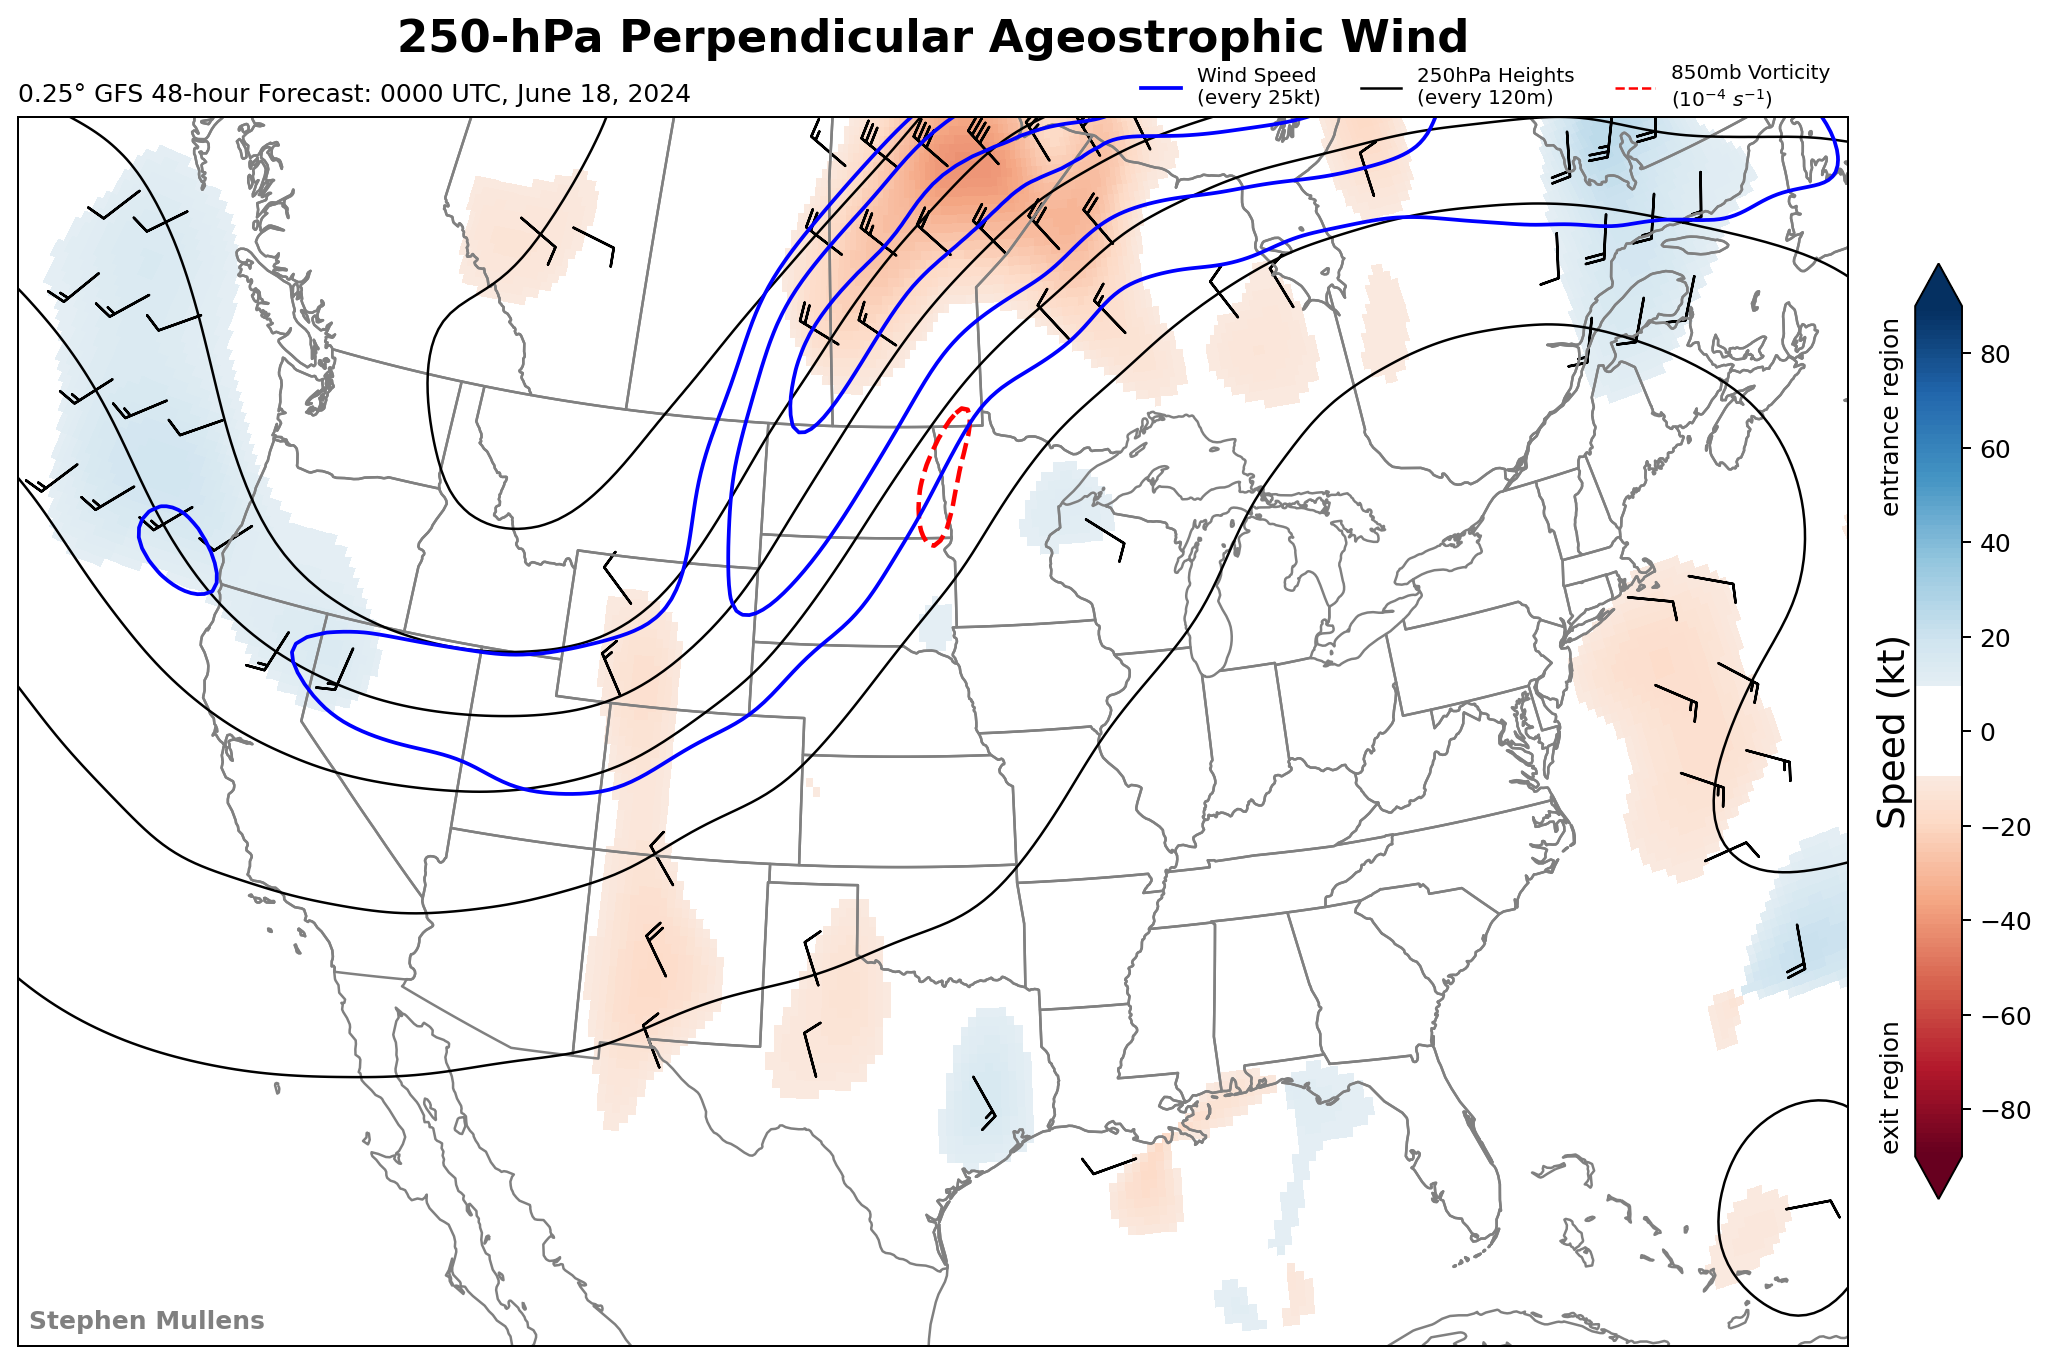 250-hPa Perpendicular Ageostrophic Wind
0.25° GFS 48-hour Forecast: 0000 UTC, June 18, 2024
Wind Speed
(every 25kt)
250hPa Heights
(every 120m)
850mb Vorticity
(10⁻⁴ s⁻¹)
entrance region
Speed (kt)
exit region
80
60
40
20
0
−20
−40
−60
−80
Stephen Mullens